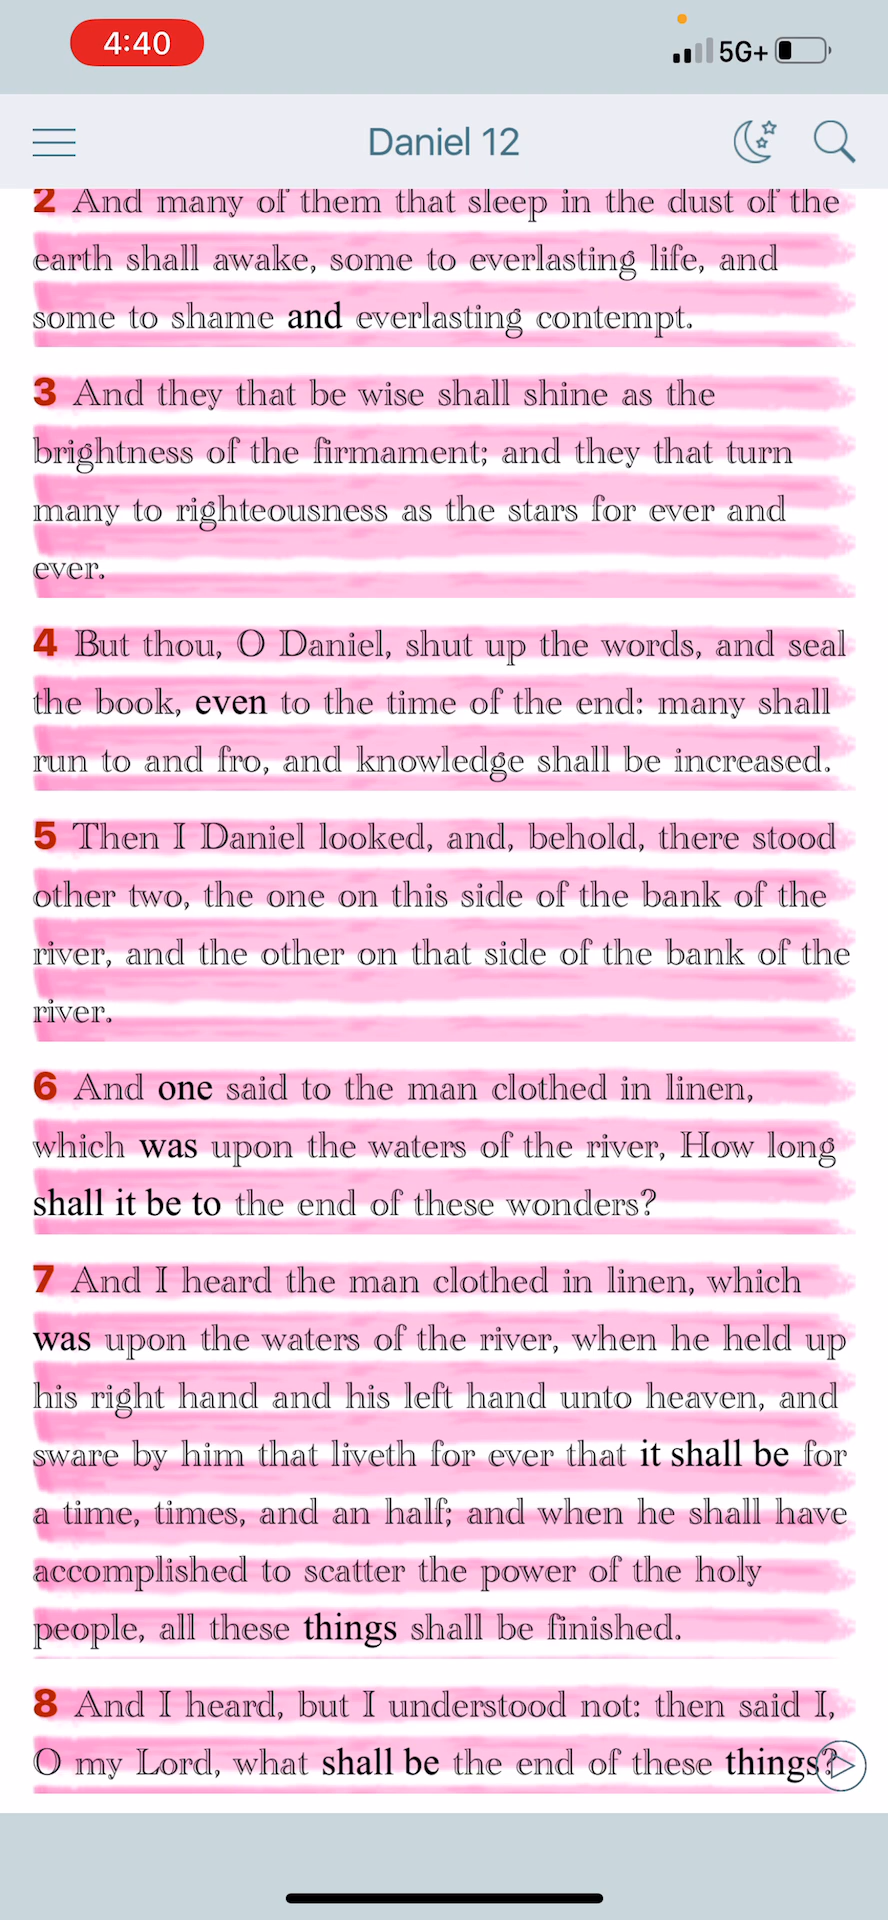 4:40
5G+
Daniel 12
2 And many of them that sleep in the dust of the
earth shall awake, some to everlasting life, and
some to shame and everlasting contempt.
3 And they that be wise shall shine as the
brightness of the firmament; and they that turn
many to righteousness as the stars for ever and
ever.
4 But thou, O Daniel, shut up the words, and seal
the book, even to the time of the end: many shall
run to and fro, and knowledge shall be increased.
5 Then I Daniel looked, and, behold, there stood
other two, the one on this side of the bank of the
river, and the other on that side of the bank of the
river.
6 And one said to the man clothed in linen,
which was upon the waters of the river, How long
shall it be to the end of these wonders?
7 And I heard the man clothed in linen, which
was upon the waters of the river, when he held up
his right hand and his left hand unto heaven, and
sware by him that liveth for ever that it shall be for
a time, times, and an half; and when he shall have
accomplished to scatter the power of the holy
people, all these things shall be finished.
8 And I heard, but I understood not: then said I,
O my Lord, what shall be the end of these things?